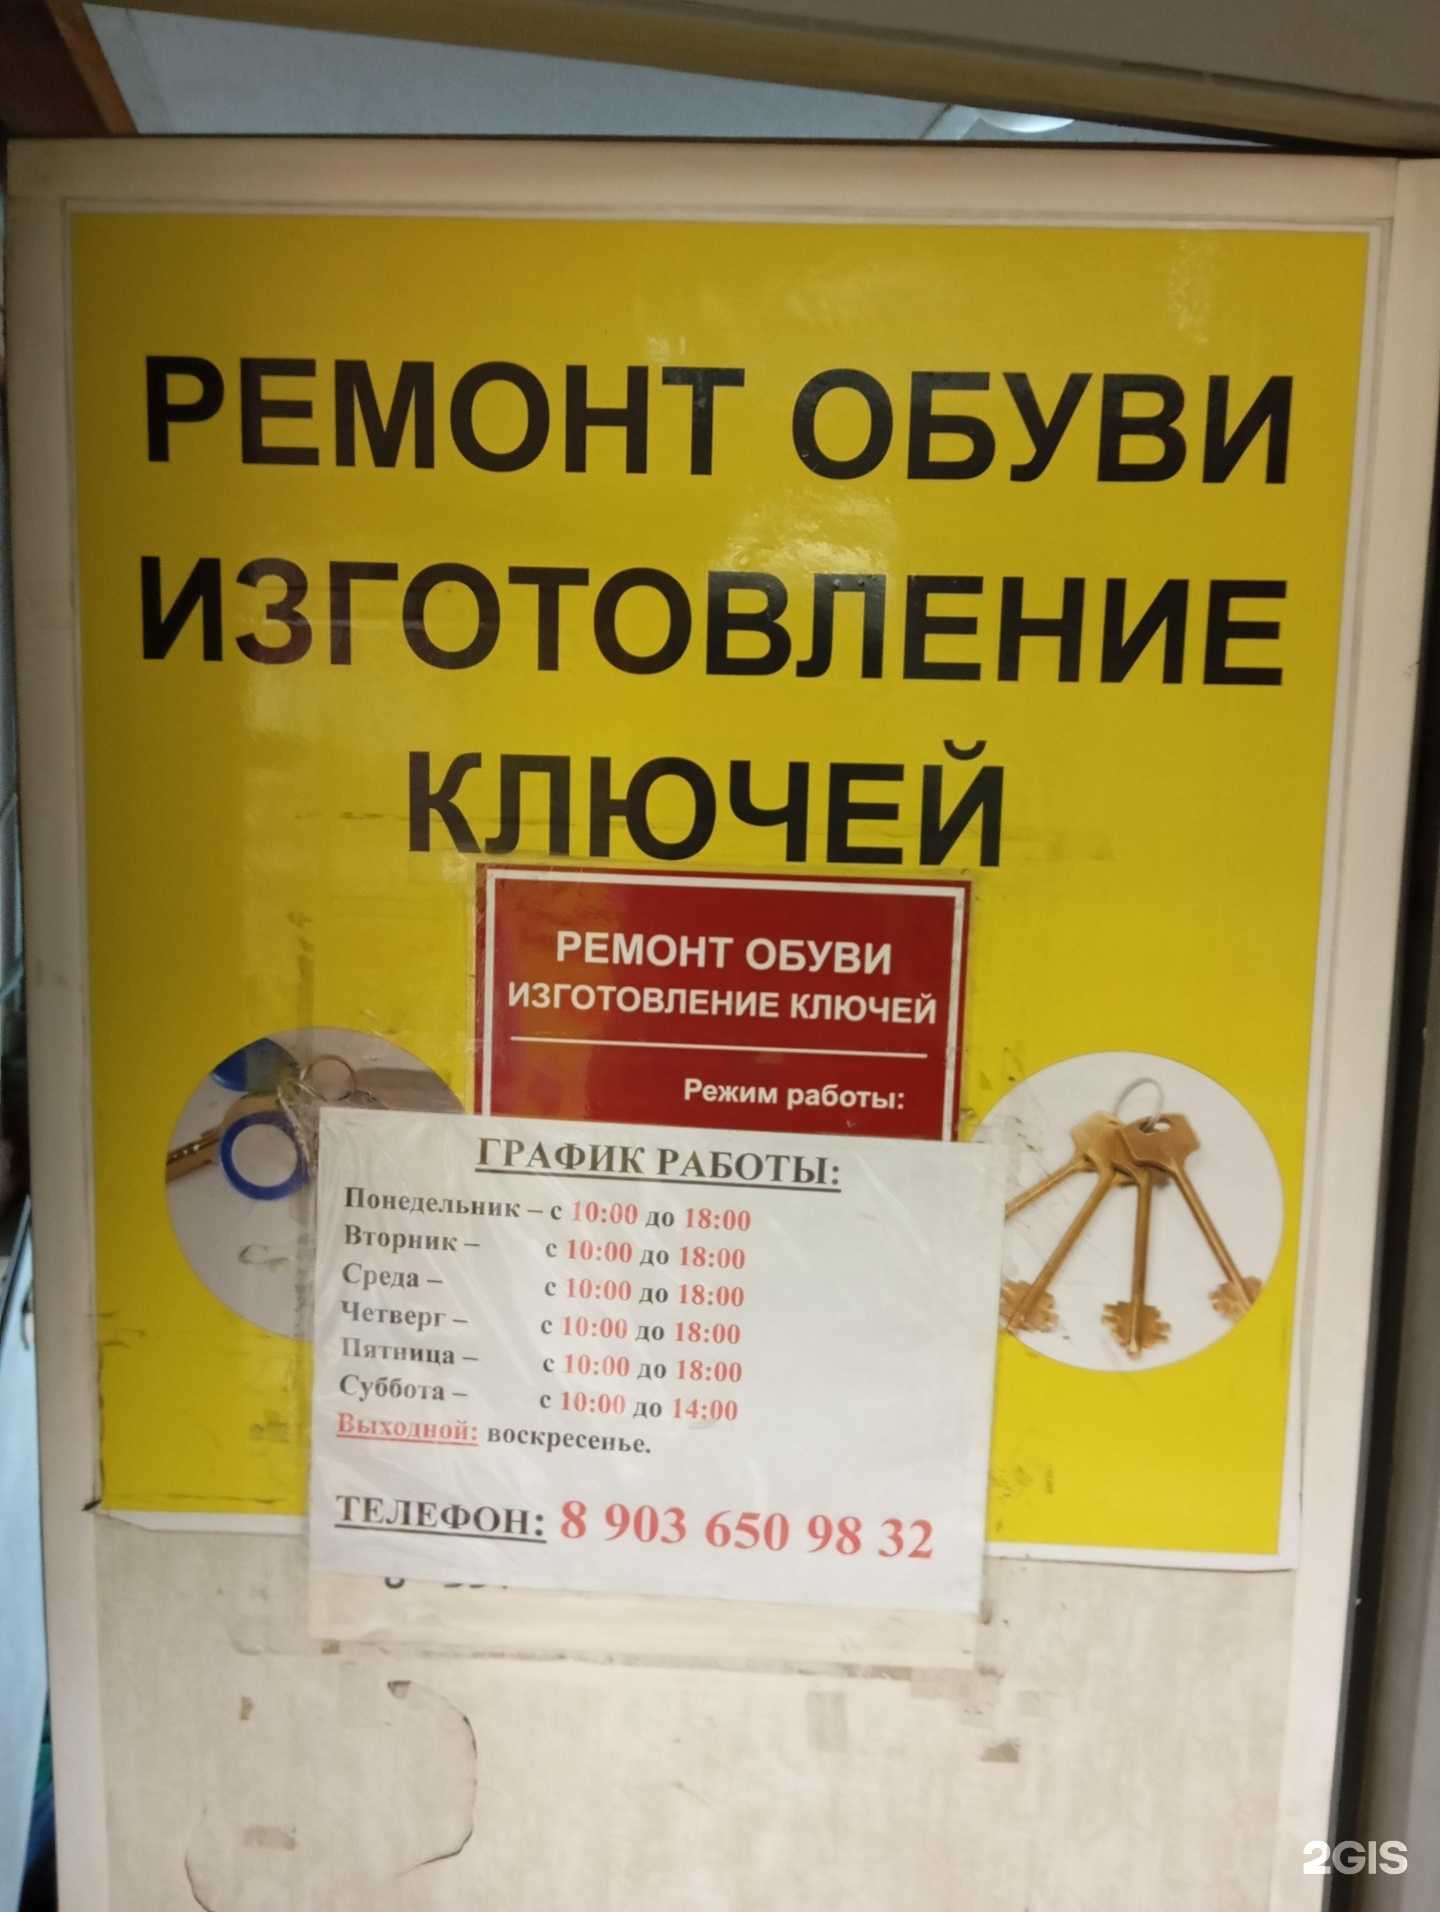 РЕМОНТ ОБУВИ
ИЗГОТОВЛЕНИЕ
КЛЮЧЕЙ
РЕМОНТ ОБУВИ
ИЗГОТОВЛЕНИЕ КЛЮЧЕЙ
Режим работы:
ГРАФИК РАБОТЫ:
Понедельник – с 10:00 до 18:00
Вторник – с 10:00 до 18:00
Среда – с 10:00 до 18:00
Четверг – с 10:00 до 18:00
Пятница – с 10:00 до 18:00
Суббота – с 10:00 до 14:00
Выходной: воскресенье.
ТЕЛЕФОН: 8 903 650 98 32
2GIS